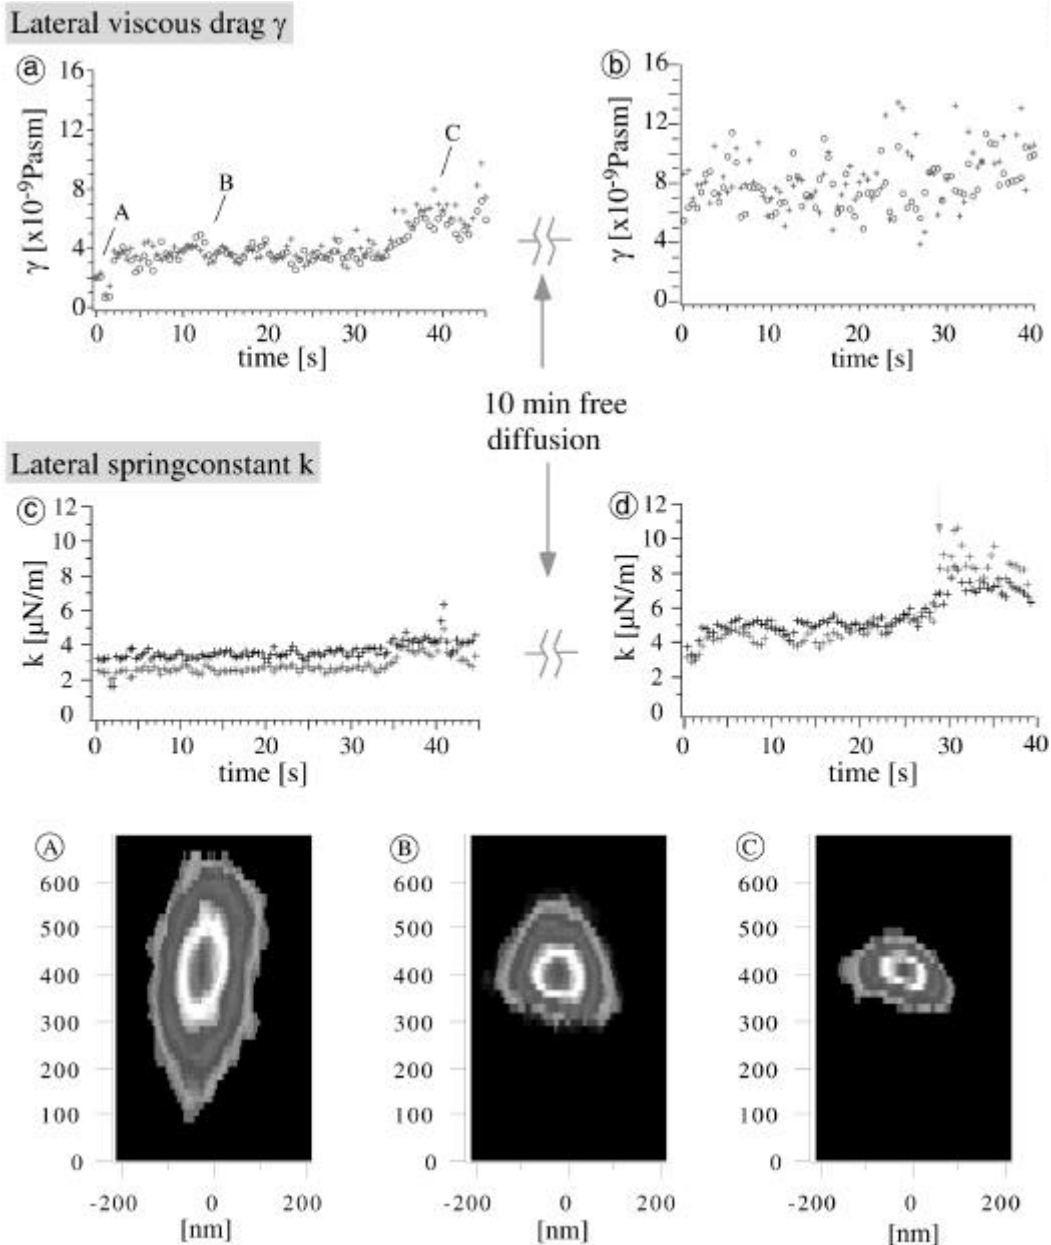 Lateral viscous drag γ
a
16
12
8
4
0
γ [x10⁻⁹Pasm]
A
B
C
0 10 20 30 40
time [s]
b
16
12
8
4
0
γ [x10⁻⁹Pasm]
0 10 20 30 40
time [s]
10 min free
diffusion
Lateral springconstant k
c
12
10
8
6
4
2
0
k [µN/m]
0 10 20 30 40
time [s]
d
12
10
8
6
4
2
0
k [µN/m]
0 10 20 30 40
time [s]
A
600
500
400
300
200
100
0
-200 0 200
[nm]
B
600
500
400
300
200
100
0
-200 0 200
[nm]
C
600
500
400
300
200
100
0
-200 0 200
[nm]